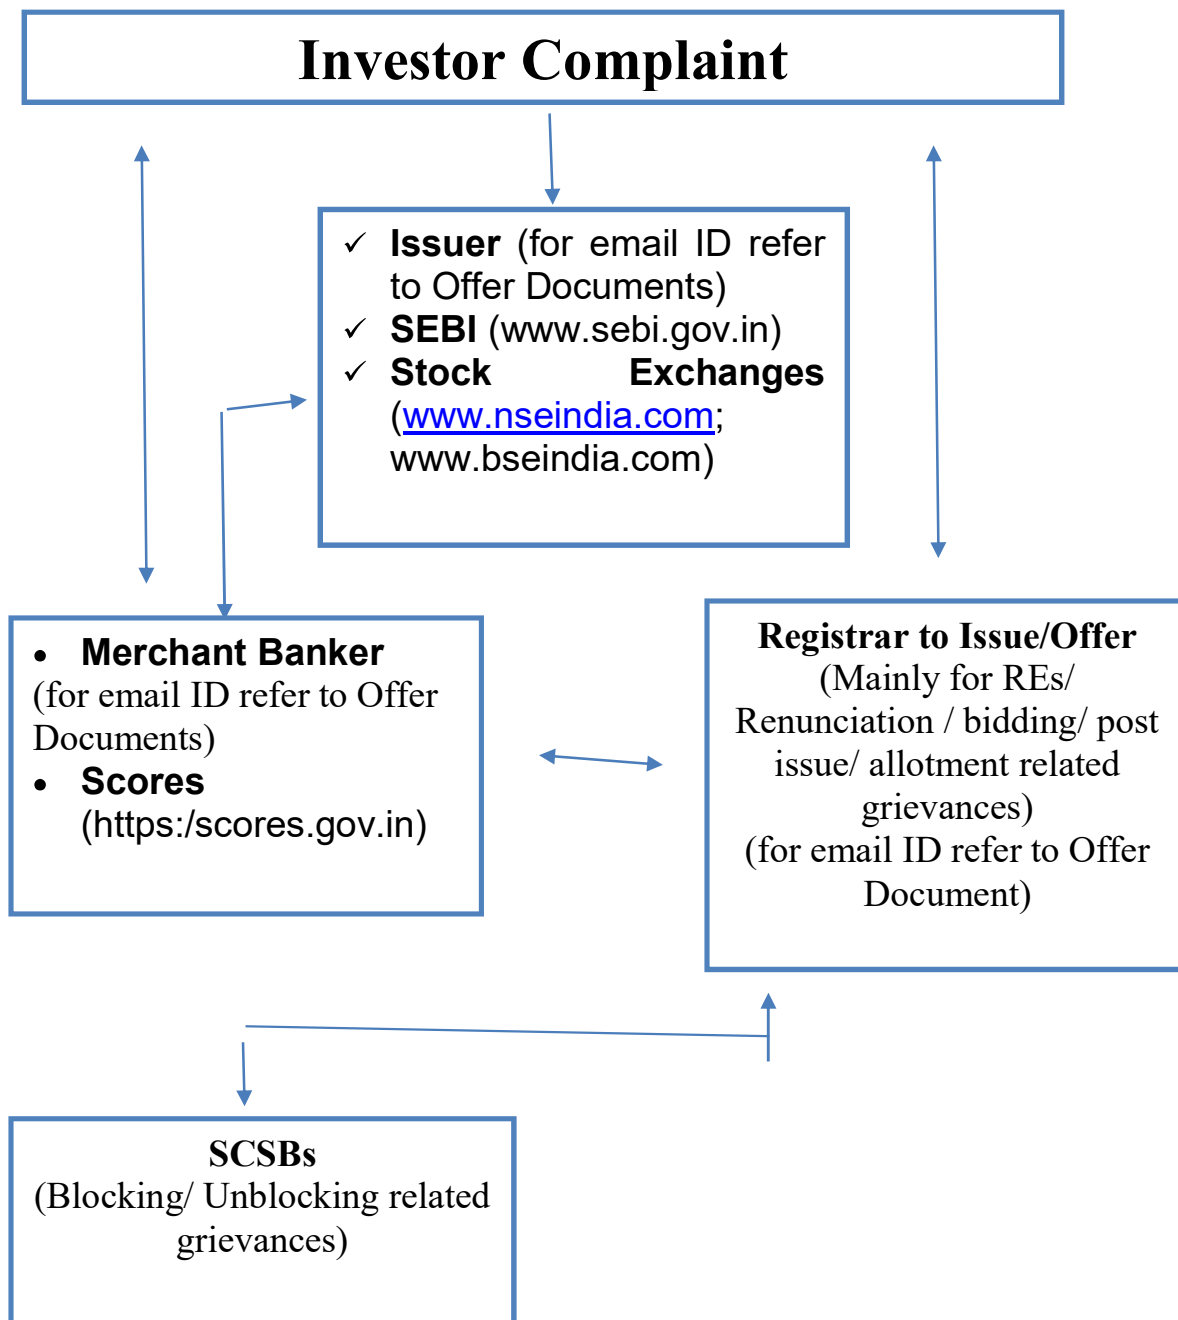 Investor Complaint
✓ Issuer (for email ID refer
to Offer Documents)
✓ SEBI (www.sebi.gov.in)
✓ Stock Exchanges
(www.nseindia.com;
www.bseindia.com)
• Merchant Banker
(for email ID refer to Offer
Documents)
• Scores
(https:/scores.gov.in)
Registrar to Issue/Offer
(Mainly for REs/
Renunciation / bidding/ post
issue/ allotment related
grievances)
(for email ID refer to Offer
Document)
SCSBs
(Blocking/ Unblocking related
grievances)